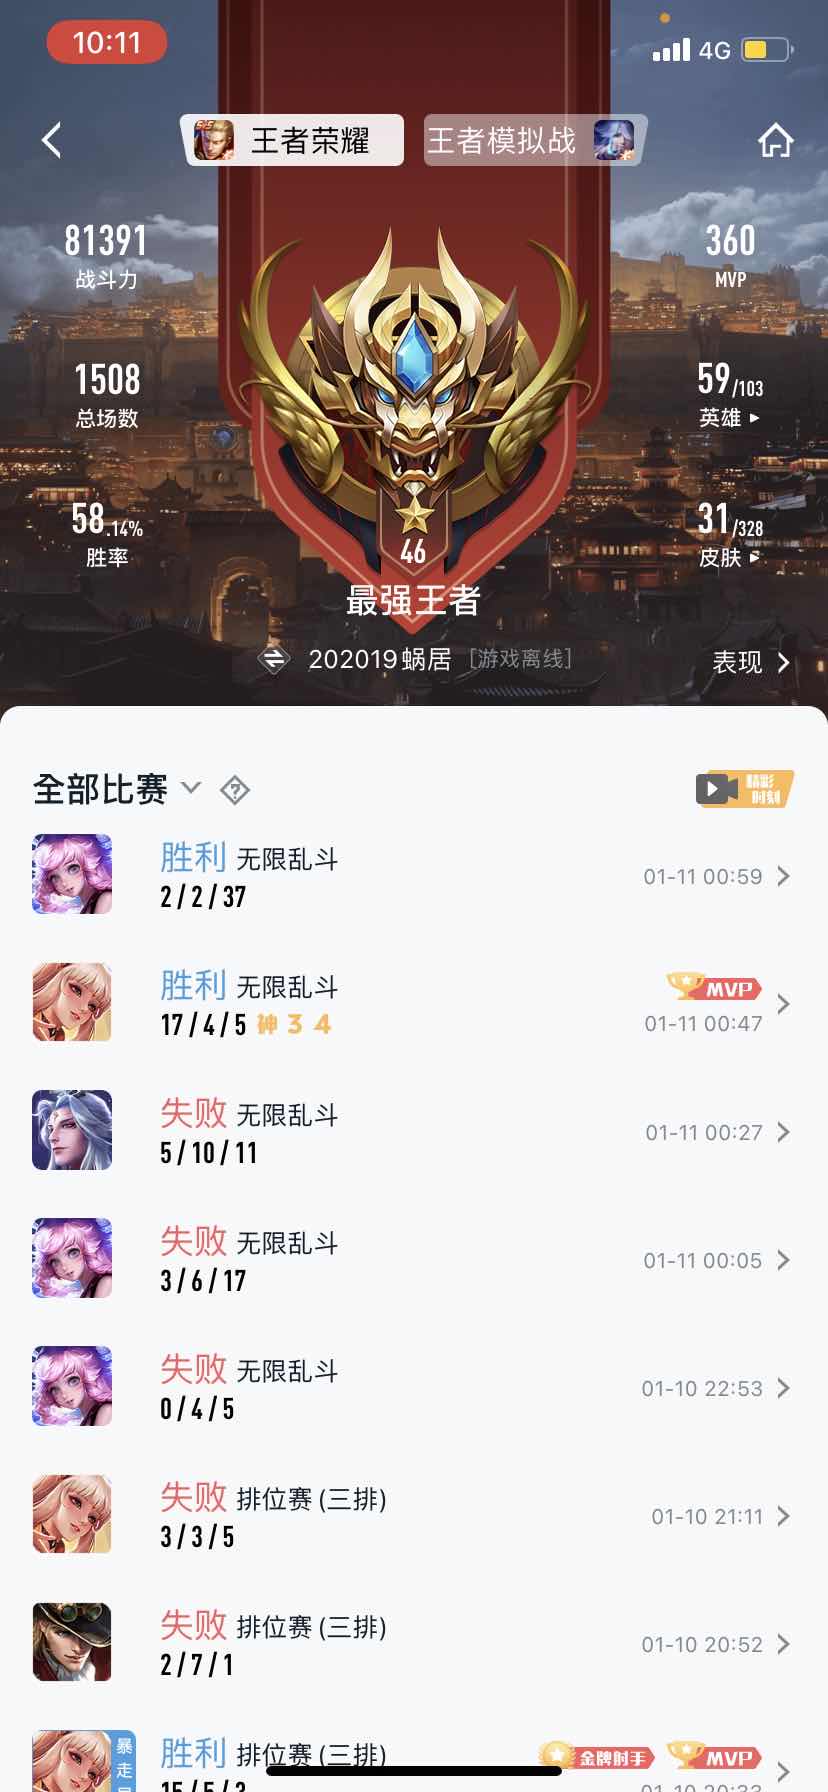 10:11
4G
王者荣耀
王者模拟战
81391
战斗力
360
MVP
1508
总场数
59/103
英雄
58.14%
胜率
31/328
皮肤
46
最强王者
202019蜗居 [游戏离线]
表现
全部比赛
精彩
时刻
胜利 无限乱斗
2/2/37
01-11 00:59
胜利 无限乱斗
17/4/5 神 3 4
MVP
01-11 00:47
失败 无限乱斗
5/10/11
01-11 00:27
失败 无限乱斗
3/6/17
01-11 00:05
失败 无限乱斗
0/4/5
01-10 22:53
失败 排位赛 (三排)
3/3/5
01-10 21:11
失败 排位赛 (三排)
2/7/1
01-10 20:52
暴走
胜利 排位赛 (三排)
金牌射手
MVP